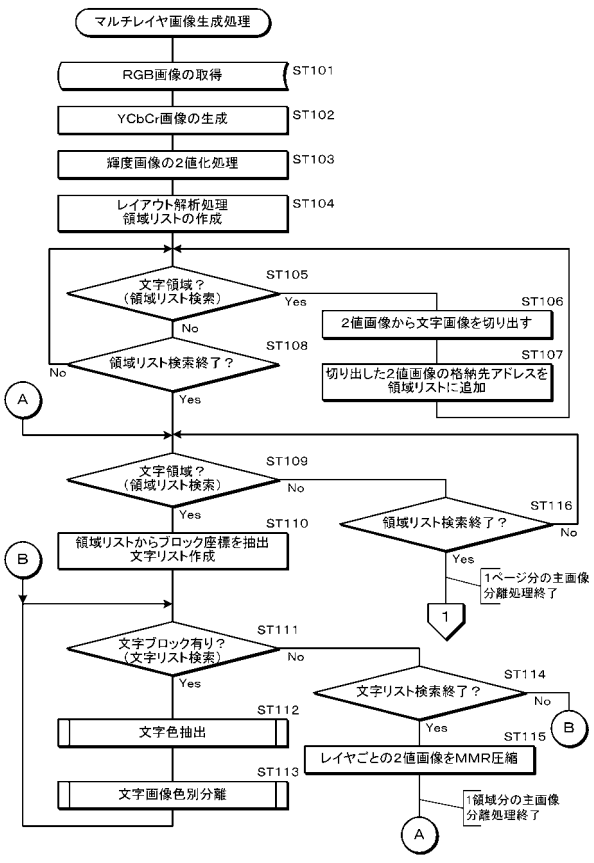 マルチレイヤ画像生成処理
RGB画像の取得
ST101
YCbCr画像の生成
ST102
輝度画像の2値化処理
ST103
レイアウト解析処理
領域リストの作成
ST104
文字領域?
(領域リスト検索)
ST105
Yes
No
2値画像から文字画像を切り出す
ST106
切り出した2値画像の格納先アドレスを
領域リストに追加
ST107
領域リスト検索終了?
ST108
No
Yes
A
文字領域?
(領域リスト検索)
ST109
No
Yes
領域リスト検索終了?
ST116
No
Yes
1ページ分の主画像
分離処理終了
1
領域リストからブロック座標を抽出
文字リスト作成
ST110
B
文字ブロック有り?
(文字リスト検索)
ST111
No
Yes
文字リスト検索終了?
ST114
No
B
Yes
文字色抽出
ST112
レイヤごとの2値画像をMMR圧縮
ST115
文字画像色別分離
ST113
1領域分の主画像
分離処理終了
A